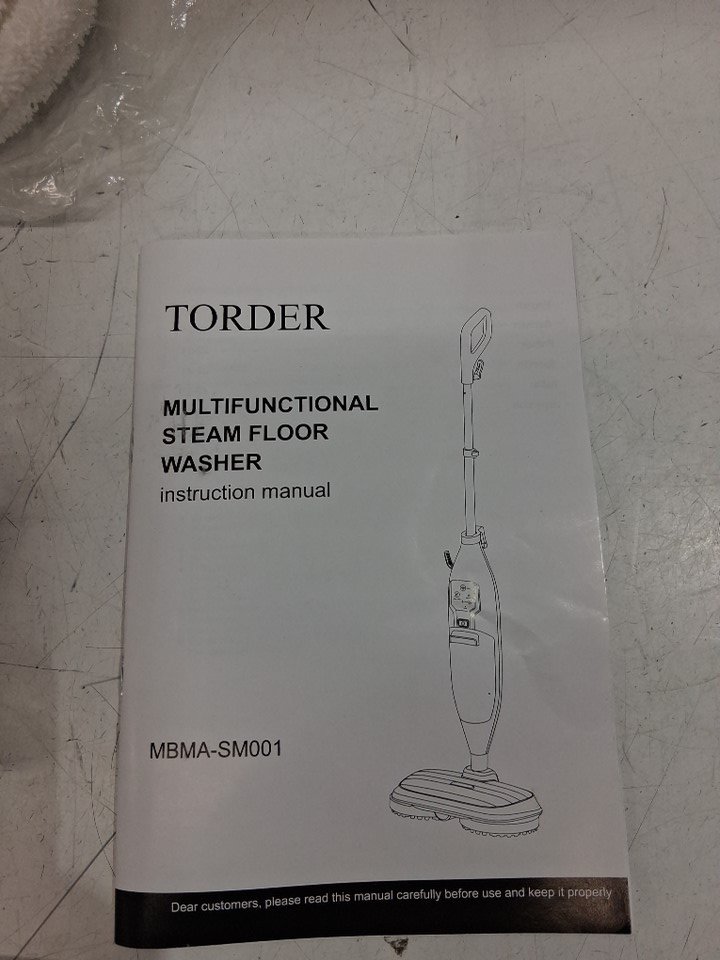 TORDER
MULTIFUNCTIONAL
STEAM FLOOR
WASHER
instruction manual
MBMA-SM001
Dear customers, please read this manual carefully before use and keep it properly